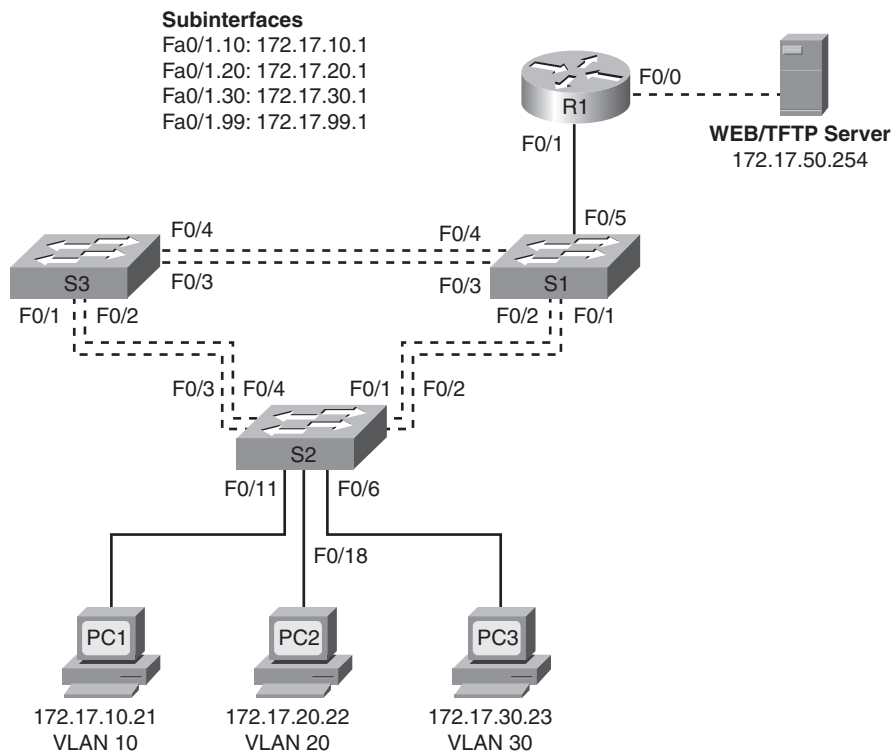 Subinterfaces
Fa0/1.10: 172.17.10.1
Fa0/1.20: 172.17.20.1
Fa0/1.30: 172.17.30.1
Fa0/1.99: 172.17.99.1
F0/0
R1
WEB/TFTP Server
172.17.50.254
F0/1
F0/5
F0/4
F0/4
F0/3
F0/3
S3
S1
F0/1
F0/2
F0/2
F0/1
F0/3
F0/4
F0/1
F0/2
S2
F0/11
F0/6
F0/18
PC1
PC2
PC3
172.17.10.21
VLAN 10
172.17.20.22
VLAN 20
172.17.30.23
VLAN 30